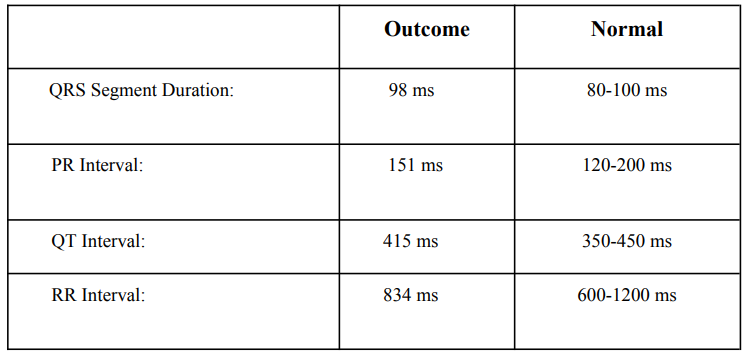 Outcome Normal
QRS Segment Duration: 98 ms 80-100 ms
PR Interval: 151 ms 120-200 ms
QT Interval: 415 ms 350-450 ms
RR Interval: 834 ms 600-1200 ms